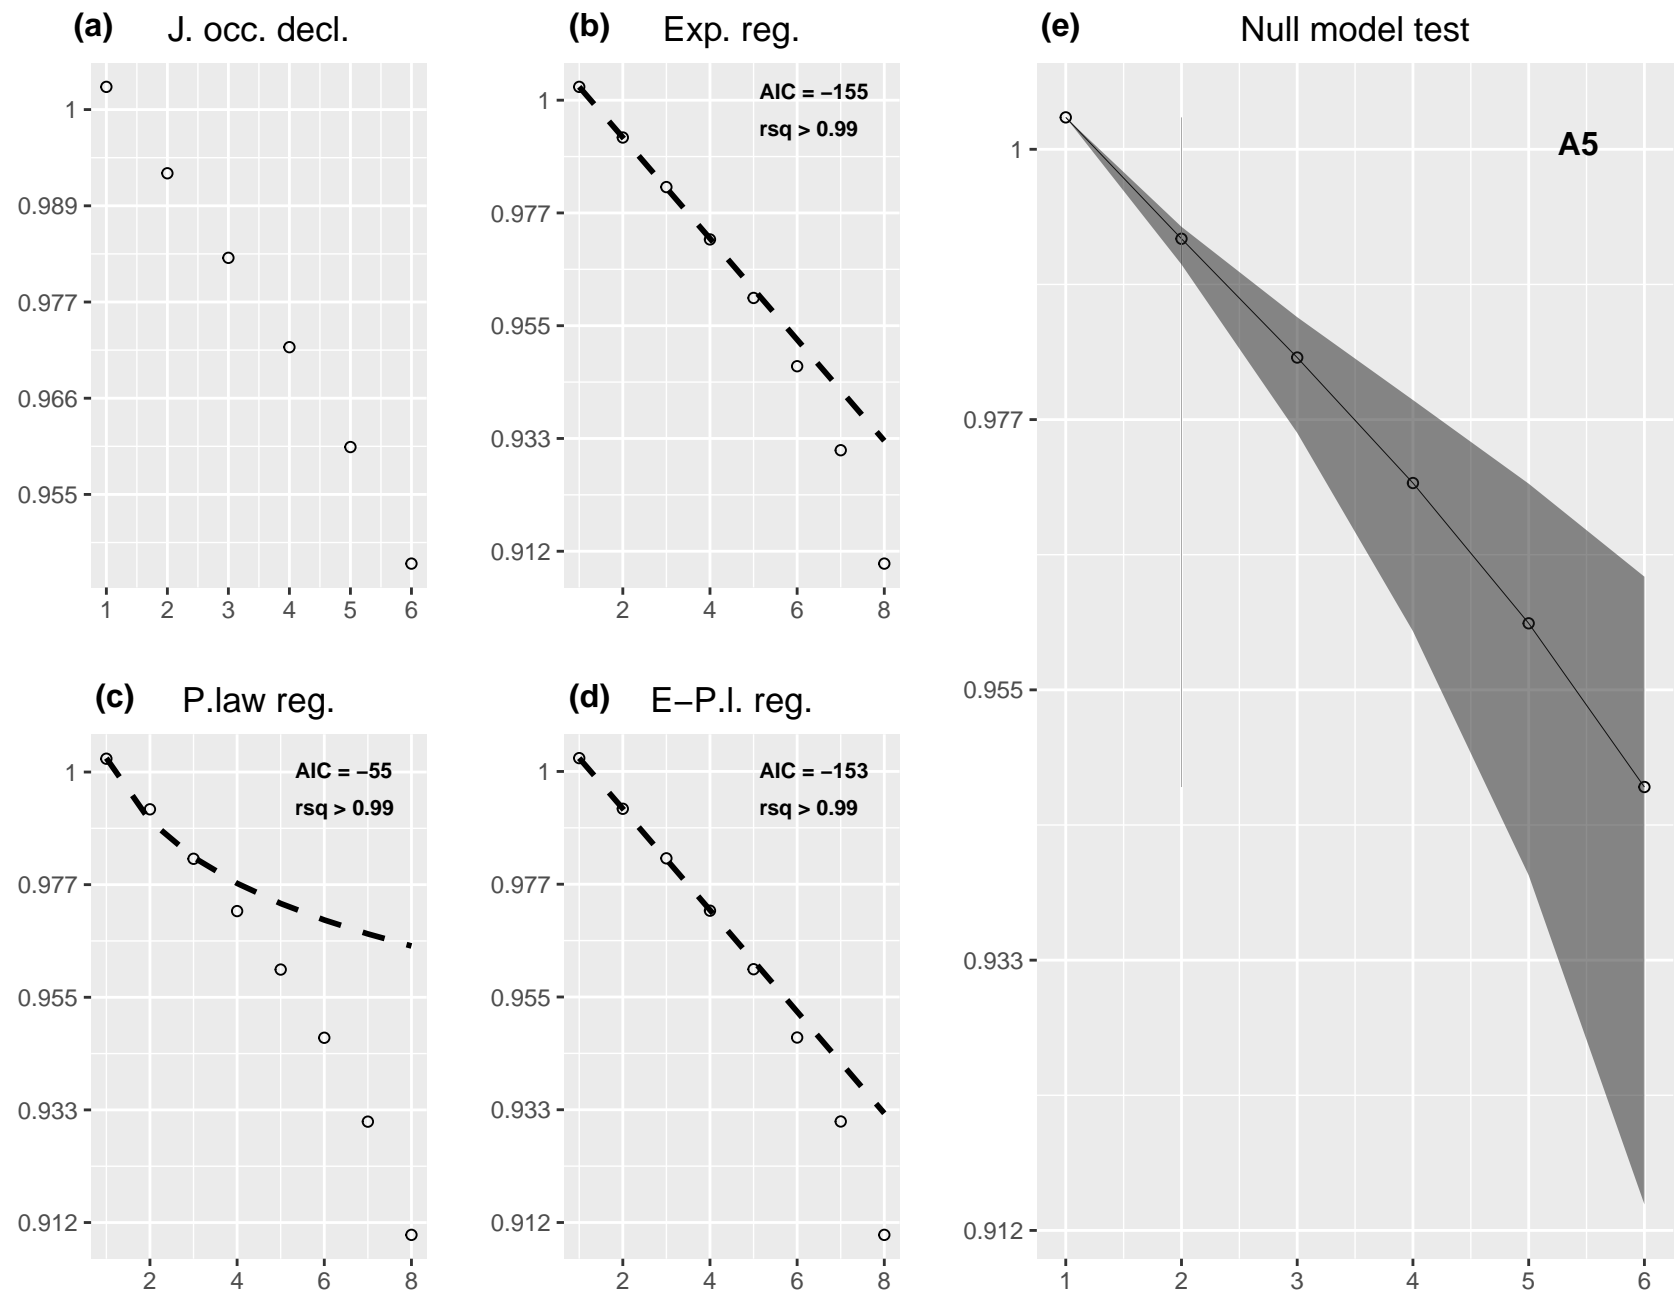 (a) J. occ. decl.
1
0.989
0.977
0.966
0.955
1 2 3 4 5 6
(b) Exp. reg.
AIC = −155
rsq > 0.99
1
0.977
0.955
0.933
0.912
2 4 6 8
(c) P.law reg.
AIC = −55
rsq > 0.99
1
0.977
0.955
0.933
0.912
2 4 6 8
(d) E−P.l. reg.
AIC = −153
rsq > 0.99
1
0.977
0.955
0.933
0.912
2 4 6 8
(e) Null model test
A5
1
0.977
0.955
0.933
0.912
1 2 3 4 5 6